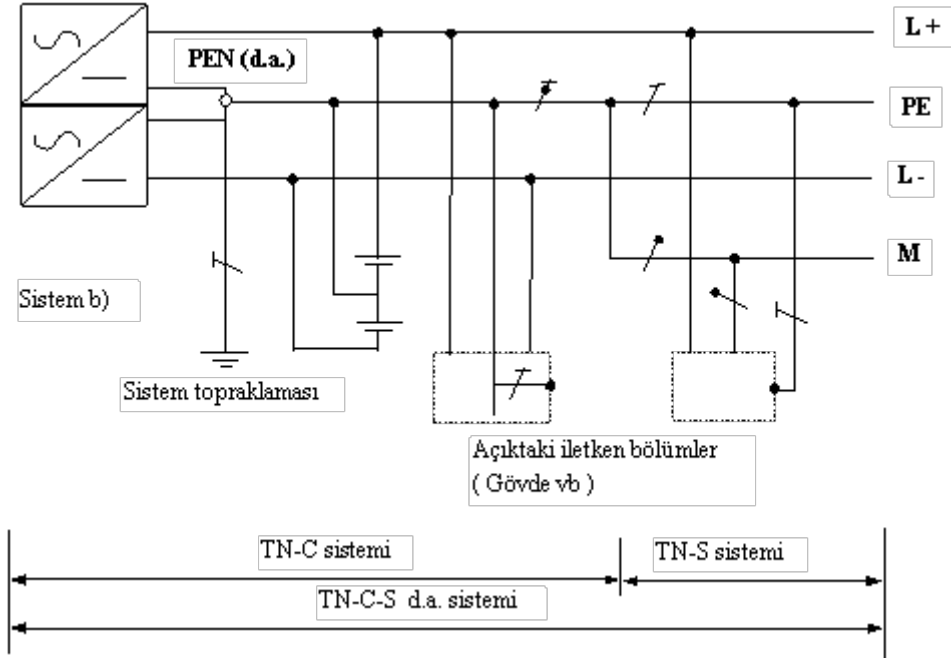 L +
PEN (d.a.)
PE
L -
M
Sistem b)
Sistem topraklaması
Açıktaki iletken bölümler
( Gövde vb )
TN-C sistemi
TN-S sistemi
TN-C-S d.a. sistemi